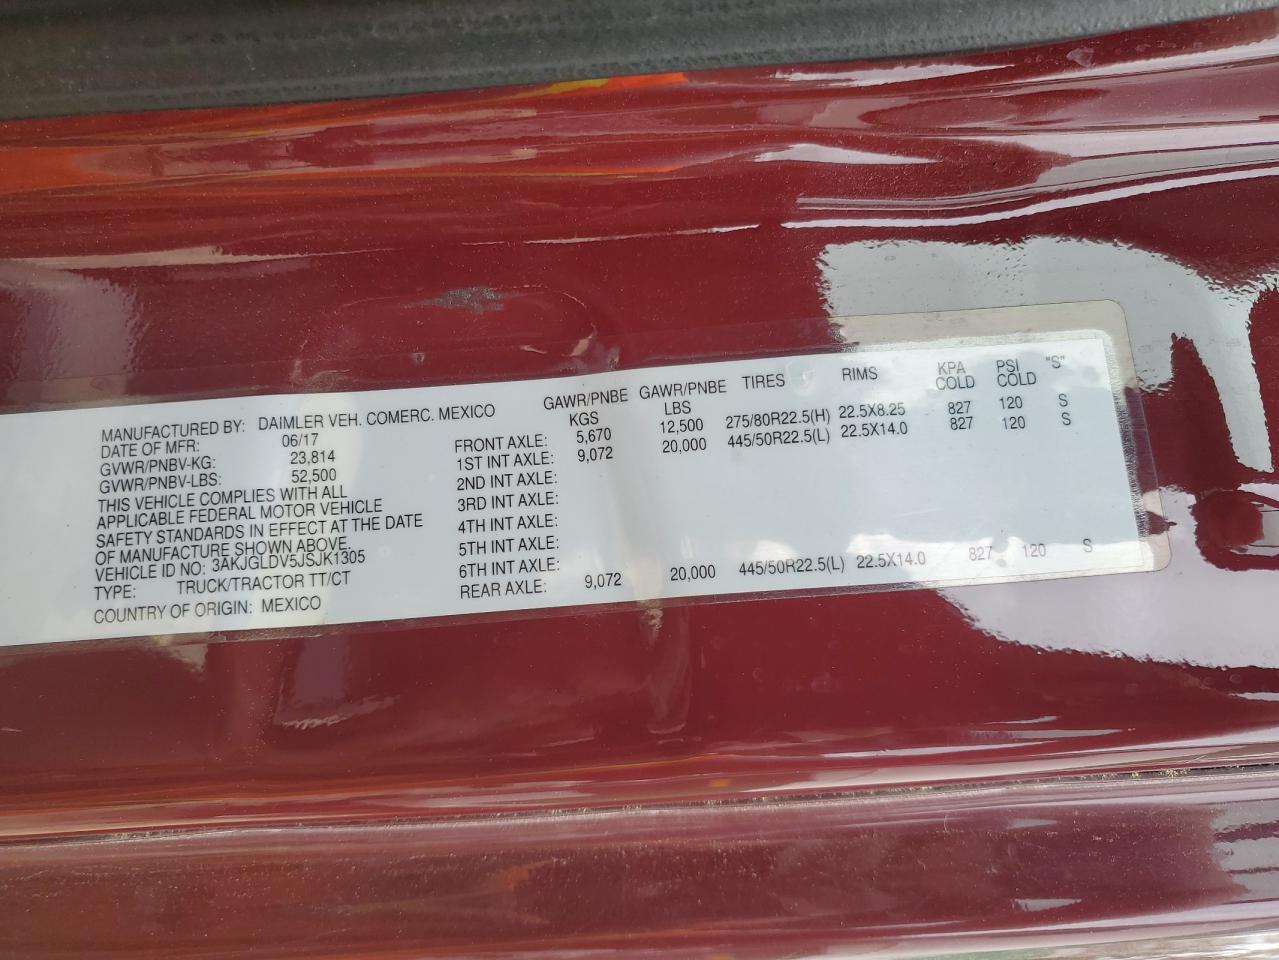 MANUFACTURED BY: DAIMLER VEH. COMERC. MEXICO
DATE OF MFR: 06/17
GVWR/PNBV-KG: 23,814
GVWR/PNBV-LBS: 52,500
THIS VEHICLE COMPLIES WITH ALL
APPLICABLE FEDERAL MOTOR VEHICLE
SAFETY STANDARDS IN EFFECT AT THE DATE
OF MANUFACTURE SHOWN ABOVE.
VEHICLE ID NO: 3AKJGLDV5JSJK1305
TYPE: TRUCK/TRACTOR TT/CT
COUNTRY OF ORIGIN: MEXICO
GAWR/PNBE GAWR/PNBE TIRES RIMS KPA PSI "S"
KGS LBS COLD COLD
FRONT AXLE: 5,670 12,500 275/80R22.5(H) 22.5X8.25 827 120 S
1ST INT AXLE: 9,072 20,000 445/50R22.5(L) 22.5X14.0 827 120 S
2ND INT AXLE:
3RD INT AXLE:
4TH INT AXLE:
5TH INT AXLE:
6TH INT AXLE:
REAR AXLE: 9,072 20,000 445/50R22.5(L) 22.5X14.0 827 120 S